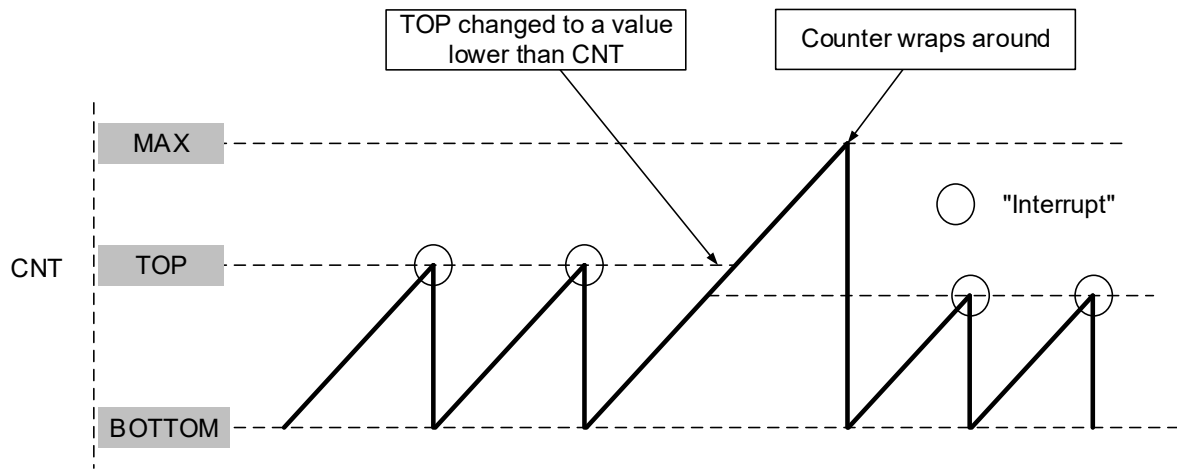 TOP changed to a value
lower than CNT
Counter wraps around
MAX
"Interrupt"
CNT
TOP
BOTTOM